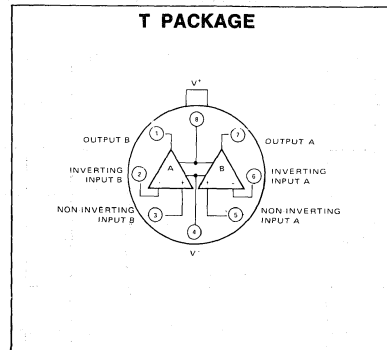 T PACKAGE
V+
8
1
7
OUTPUT B
OUTPUT A
A
B
INVERTING
INPUT B
2
6
INVERTING
INPUT A
- +
+ -
NON-INVERTING
INPUT B
3
5
NON-INVERTING
INPUT A
4
V-